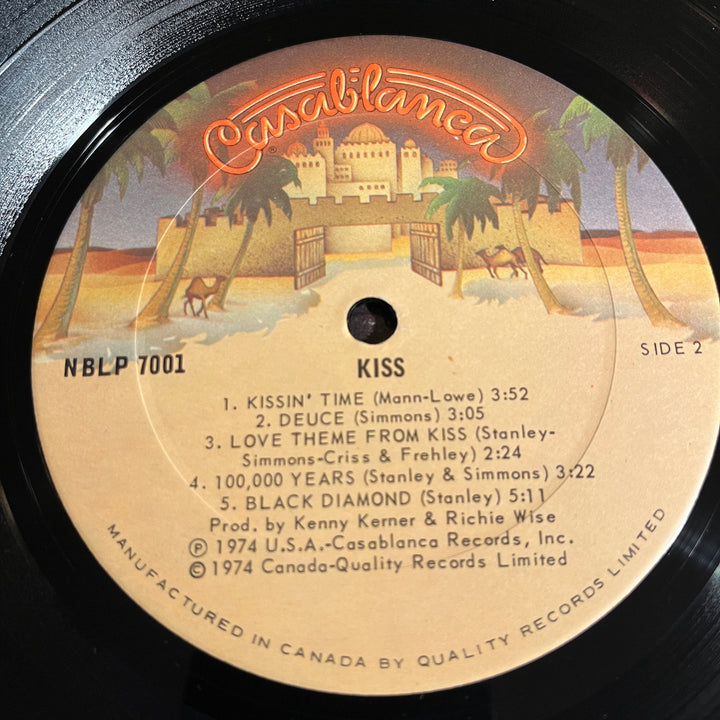 Casablanca
®
NBLP 7001
KISS
SIDE 2
1. KISSIN' TIME (Mann-Lowe) 3:52
2. DEUCE (Simmons) 3:05
3. LOVE THEME FROM KISS (Stanley-
Simmons-Criss & Frehley) 2:24
4. 100,000 YEARS (Stanley & Simmons) 3:22
5. BLACK DIAMOND (Stanley) 5:11
Prod. by Kenny Kerner & Richie Wise
℗ 1974 U.S.A.-Casablanca Records, Inc.
© 1974 Canada-Quality Records Limited
MANUFACTURED IN CANADA BY QUALITY RECORDS LIMITED